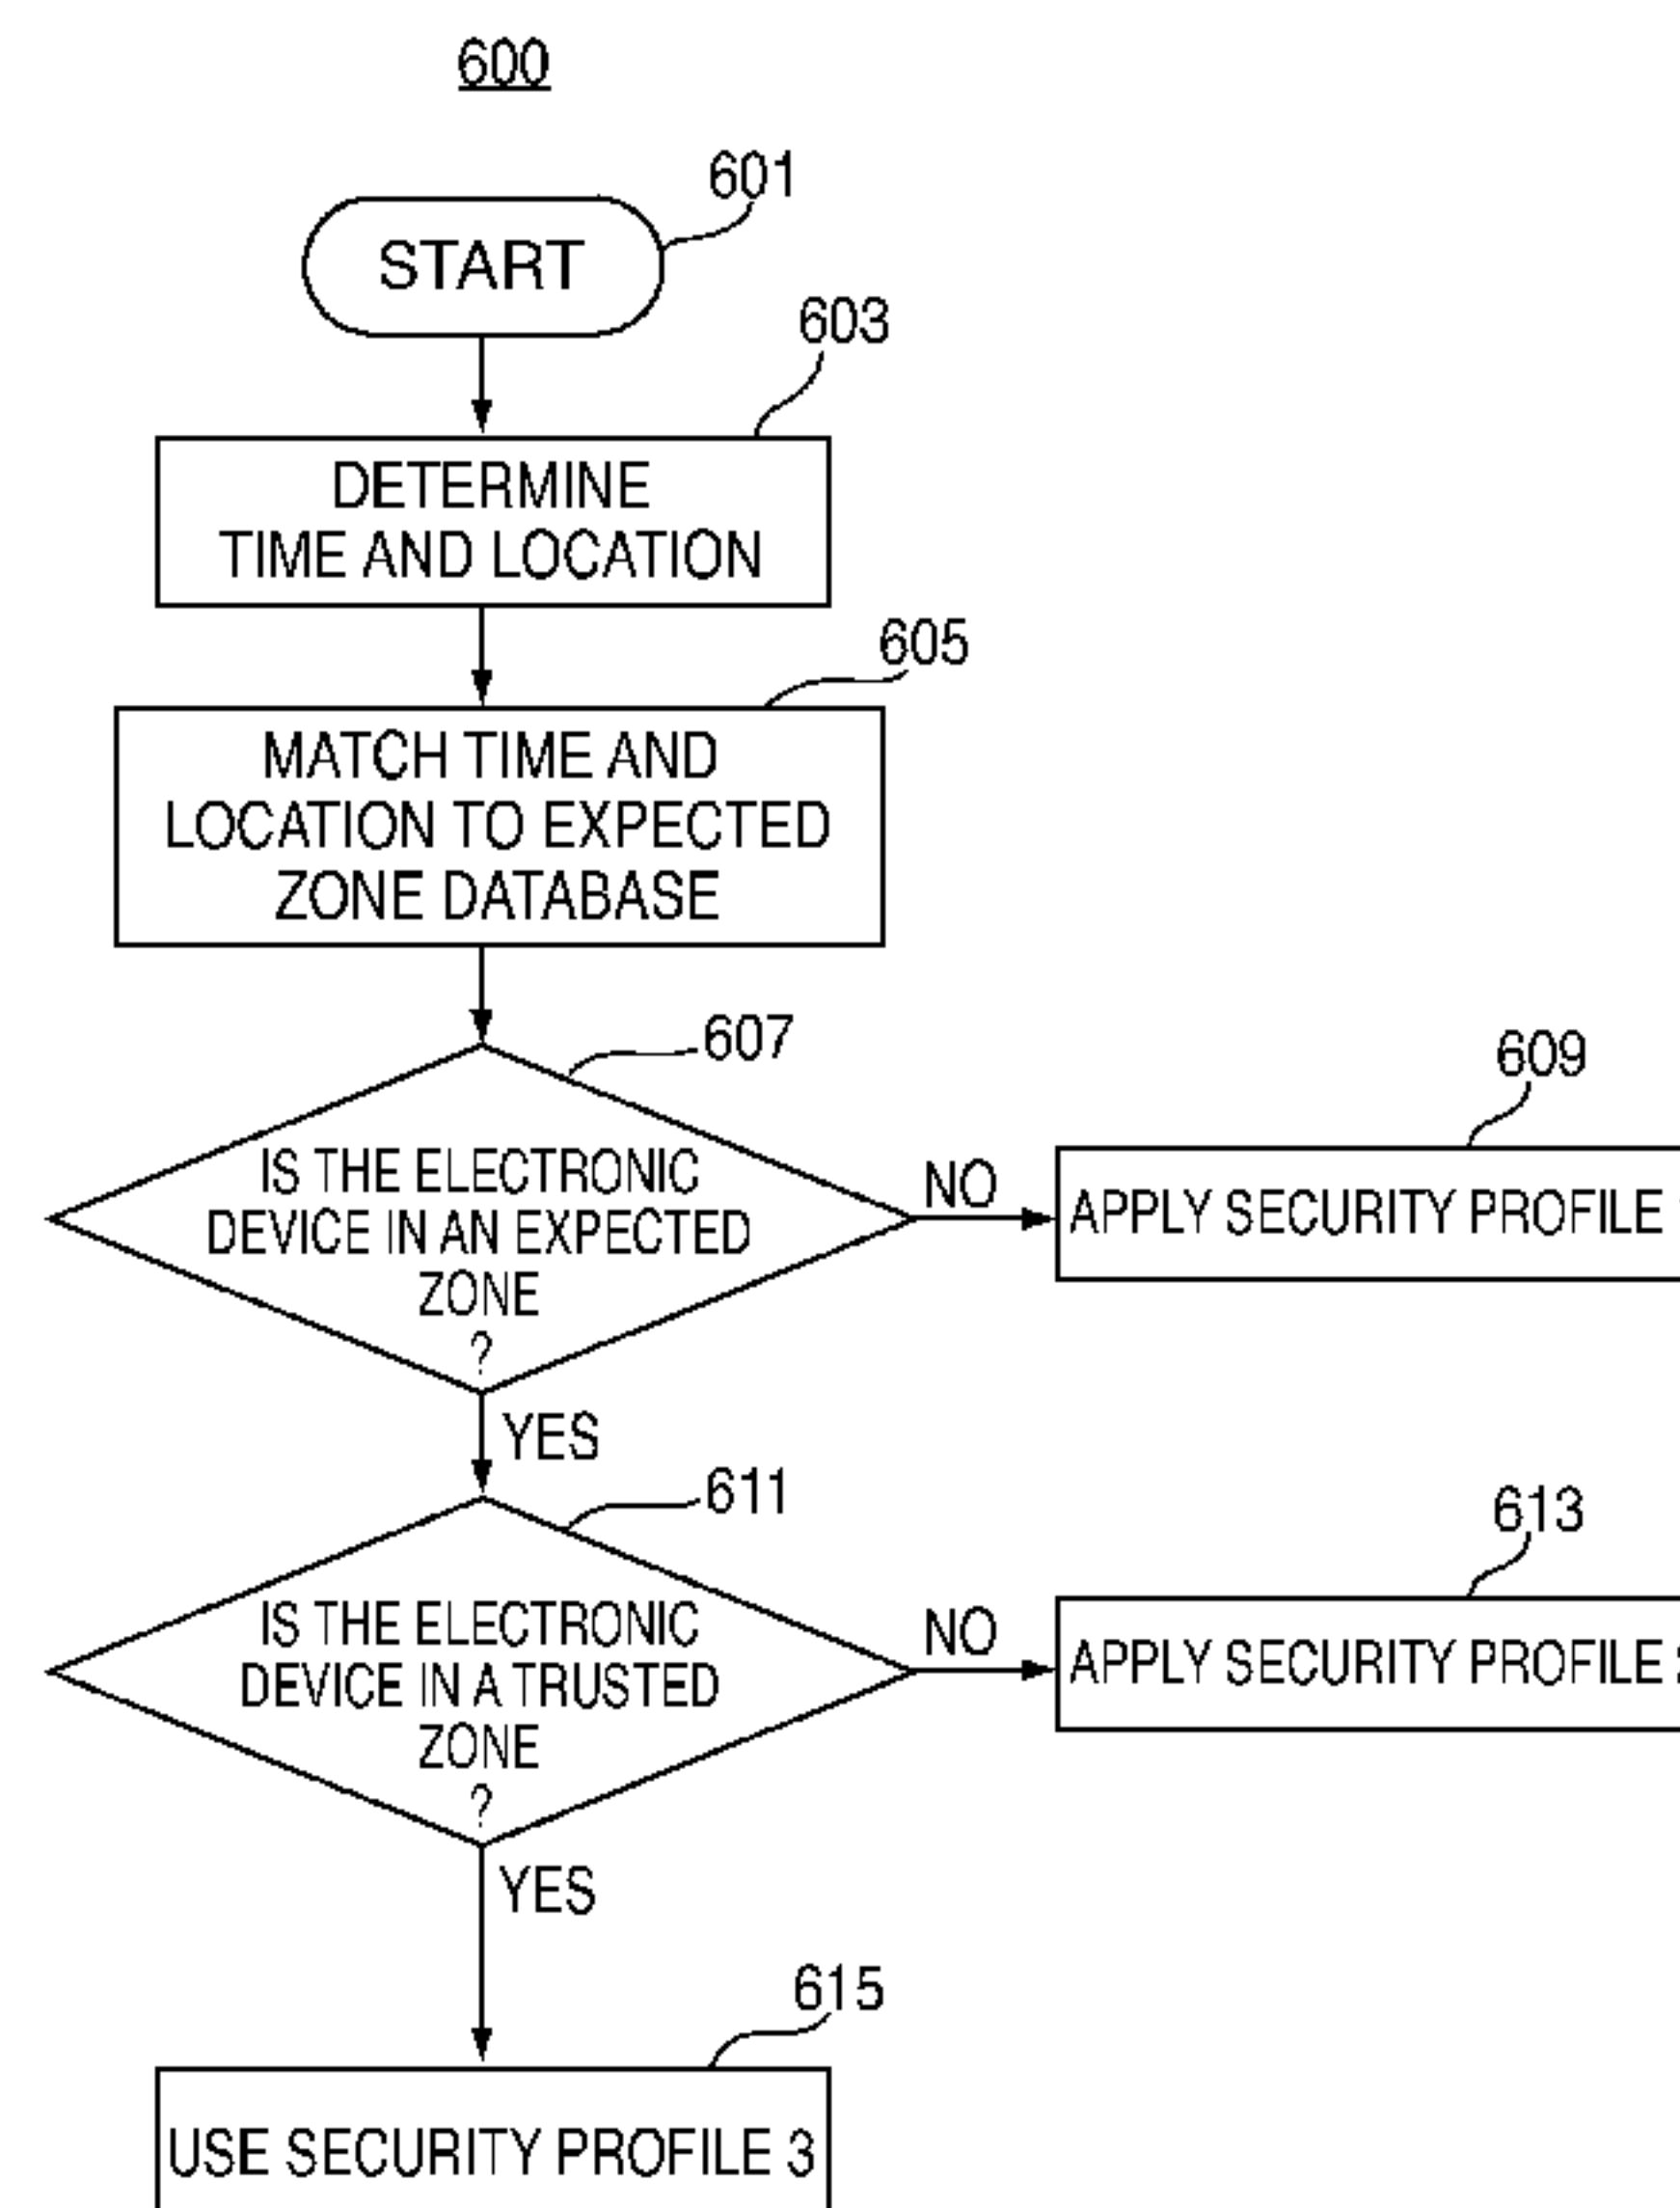 600
601
START
603
DETERMINE
TIME AND LOCATION
605
MATCH TIME AND
LOCATION TO EXPECTED
ZONE DATABASE
607
IS THE ELECTRONIC
DEVICE IN AN EXPECTED
ZONE
?
NO
609
APPLY SECURITY PROFILE
YES
611
IS THE ELECTRONIC
DEVICE IN A TRUSTED
ZONE
?
NO
613
APPLY SECURITY PROFILE
YES
615
USE SECURITY PROFILE 3